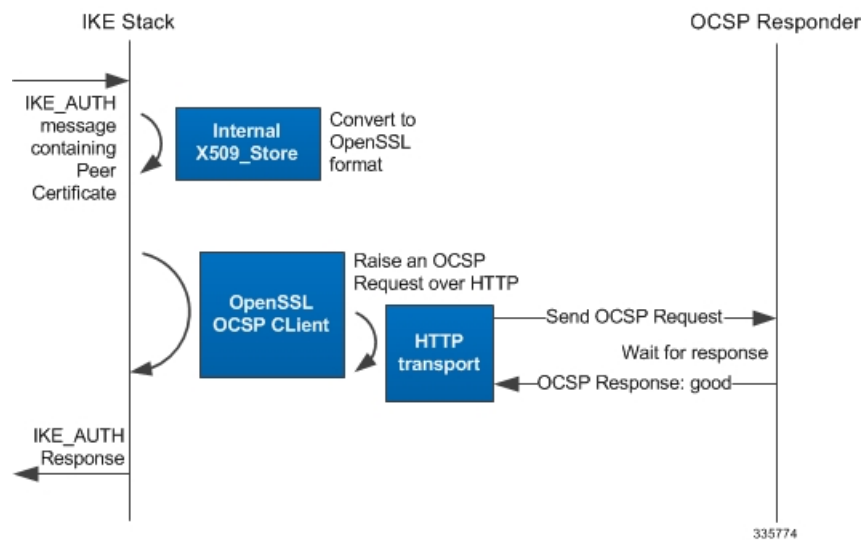 IKE Stack
OCSP Responder
IKE_AUTH
message
containing
Peer
Certificate
Internal
X509_Store
Convert to
OpenSSL
format
Raise an OCSP
Request over HTTP
OpenSSL
OCSP CLient
HTTP
transport
Send OCSP Request
Wait for response
OCSP Response: good
IKE_AUTH
Response
335774